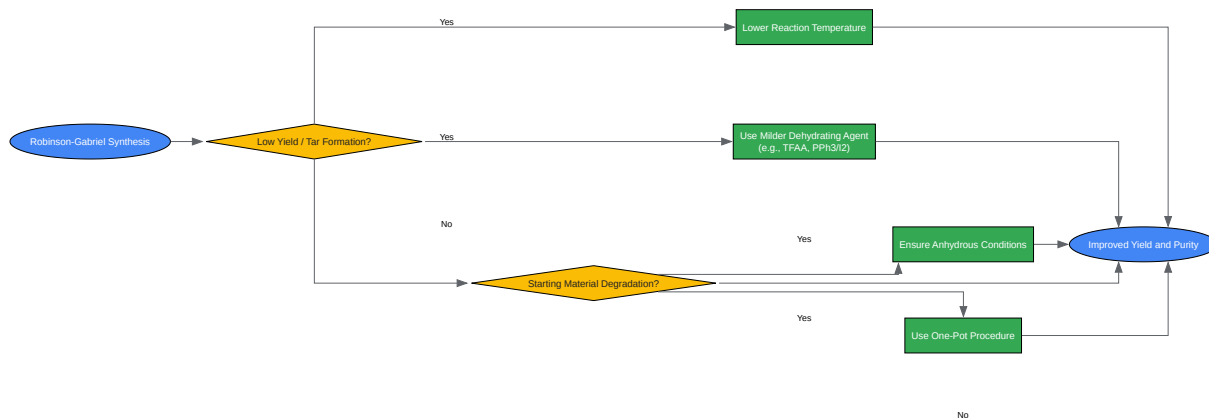 Yes
Lower Reaction Temperature
Robinson-Gabriel Synthesis
Low Yield / Tar Formation?
Yes
Use Milder Dehydrating Agent
(e.g., TFAA, PPh3/I2)
No
Yes
Ensure Anhydrous Conditions
Improved Yield and Purity
Starting Material Degradation?
Yes
Use One-Pot Procedure
No